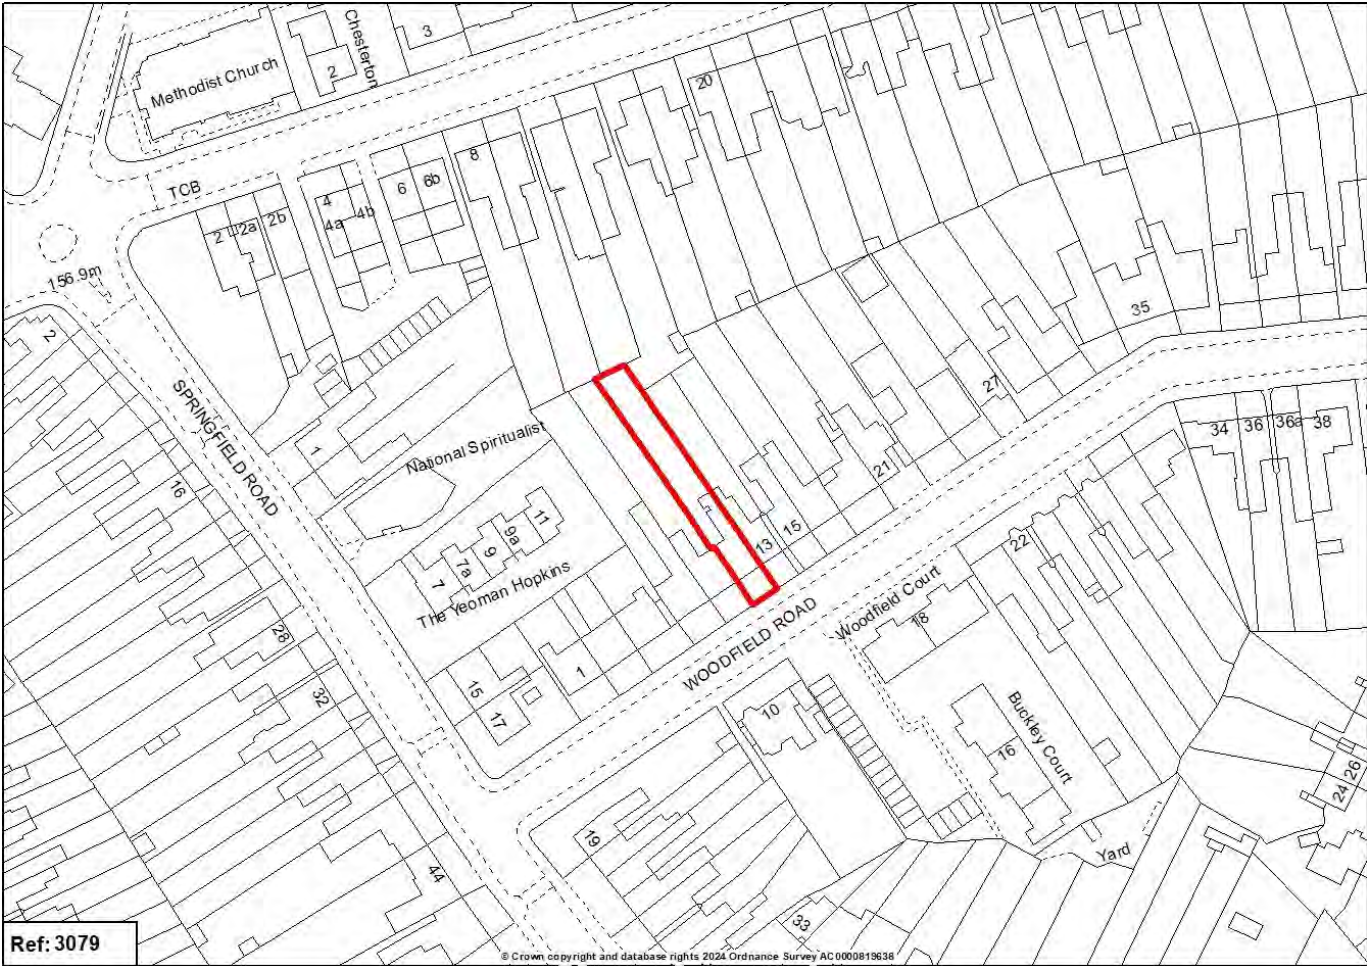 Chesterton
3
Methodist Church
2
20
TCB
8
6
6b
4
4a
4b
2
2a
2b
156.9m
2
35
SPRINGFIELD ROAD
27
34
36
36a
38
1
National Spiritualist
16
21
11
9a
9
7a
7
13
15
22
The Yeoman Hopkins
Woodfield Court
18
WOODFIELD ROAD
28
1
15
32
17
10
Buckley Court
16
26
24
19
Yard
44
33
Ref: 3079
© Crown copyright and database rights 2024 Ordnance Survey AC0000819638